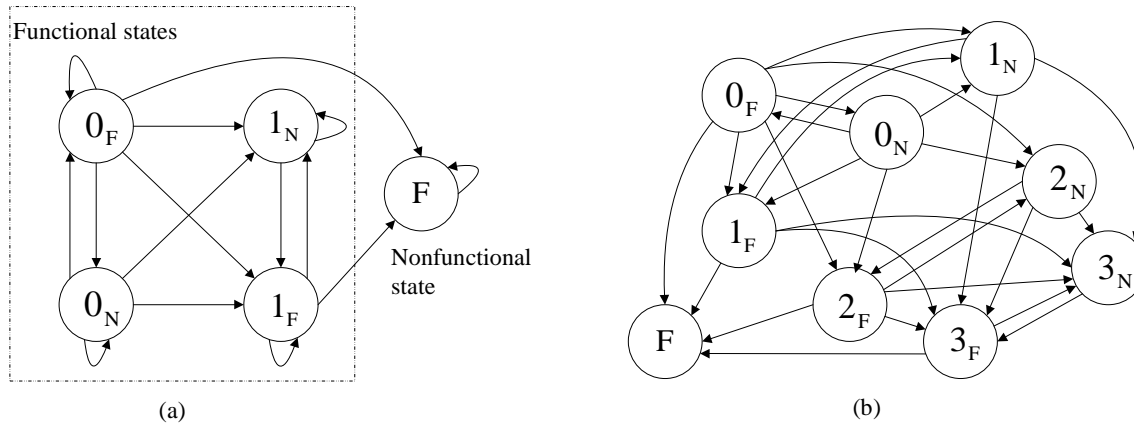 Functional states
0F
1N
F
0N
1F
Nonfunctional
state
(a)
1N
0F
0N
2N
1F
3N
2F
F
3F
(b)